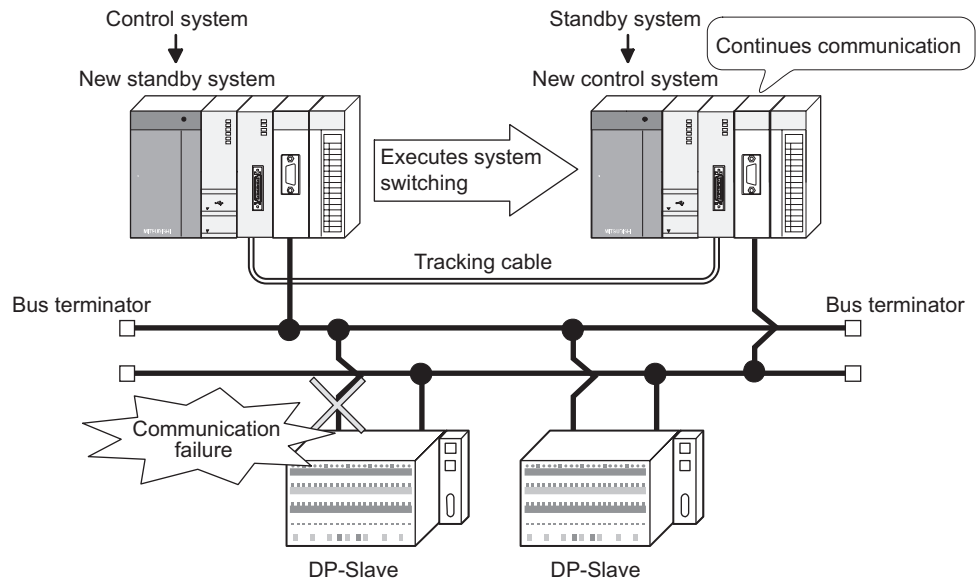 Control system
New standby system
Standby system
New control system
Continues communication
Executes system
switching
Tracking cable
Bus terminator
Bus terminator
Communication
failure
DP-Slave
DP-Slave